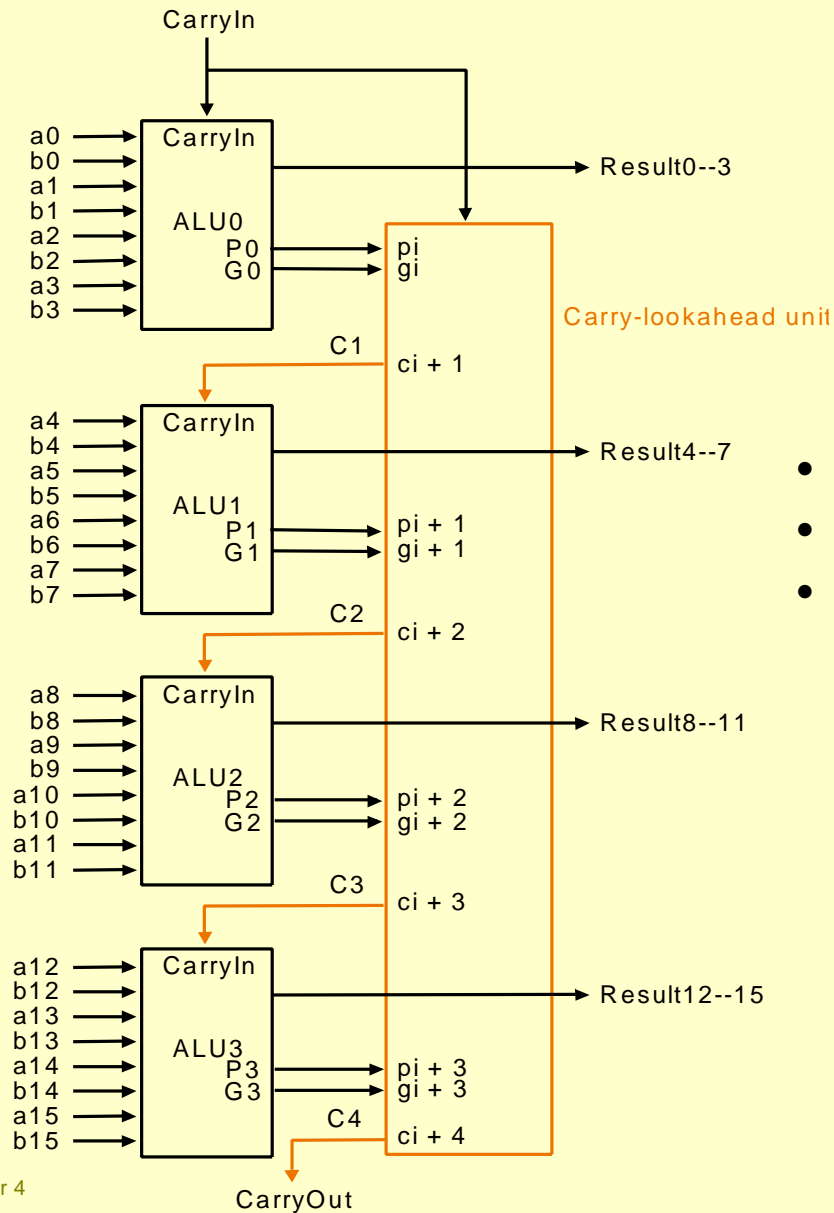 CarryIn
a0
b0
a1
b1
a2
b2
a3
b3
CarryIn
ALU0
P0
G0
pi
gi
Result0--3
Carry-lookahead unit
C1
ci + 1
a4
b4
a5
b5
a6
b6
a7
b7
CarryIn
ALU1
P1
G1
pi + 1
gi + 1
Result4--7
C2
ci + 2
a8
b8
a9
b9
a10
b10
a11
b11
CarryIn
ALU2
P2
G2
pi + 2
gi + 2
Result8--11
C3
ci + 3
a12
b12
a13
b13
a14
b14
a15
b15
CarryIn
ALU3
P3
G3
pi + 3
gi + 3
Result12--15
C4
ci + 4
CarryOut
r 4